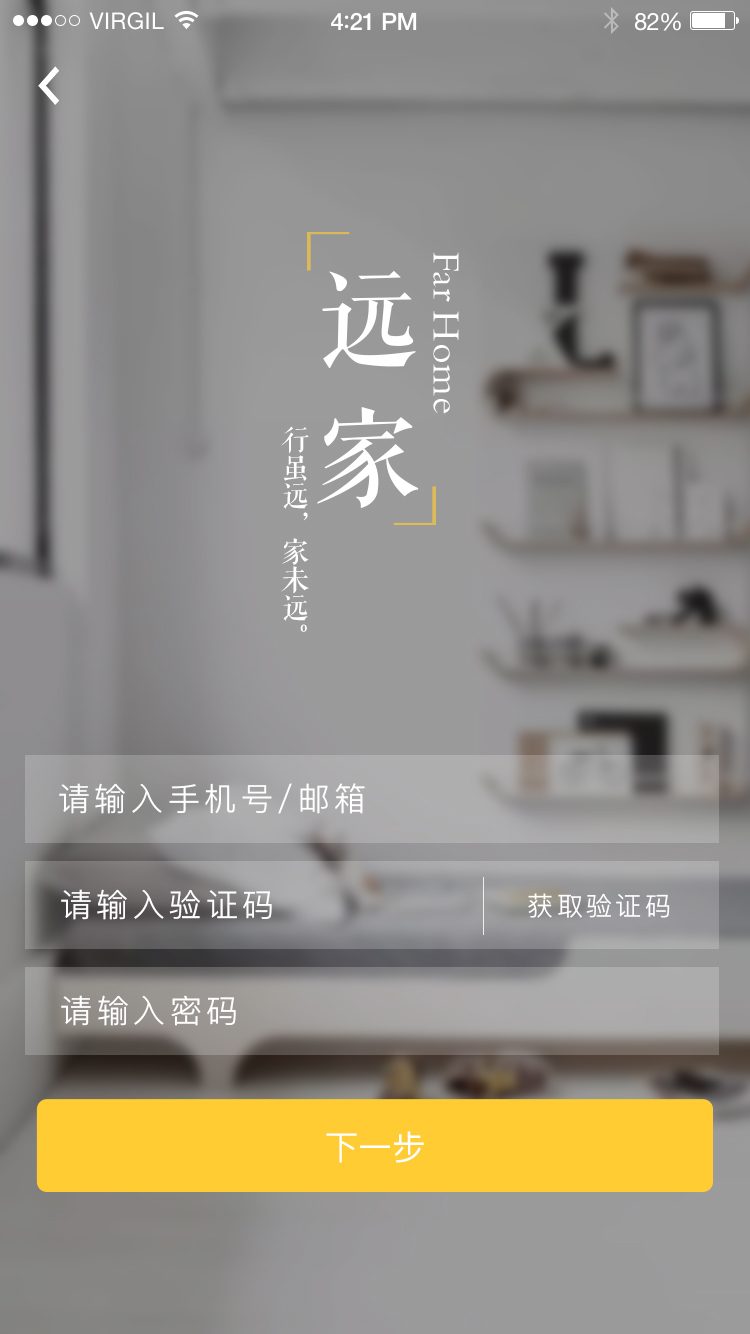 VIRGIL
4:21 PM
82%
Far Home
远家
行虽远，家未远。
请输入手机号/邮箱
请输入验证码
获取验证码
请输入密码
下一步